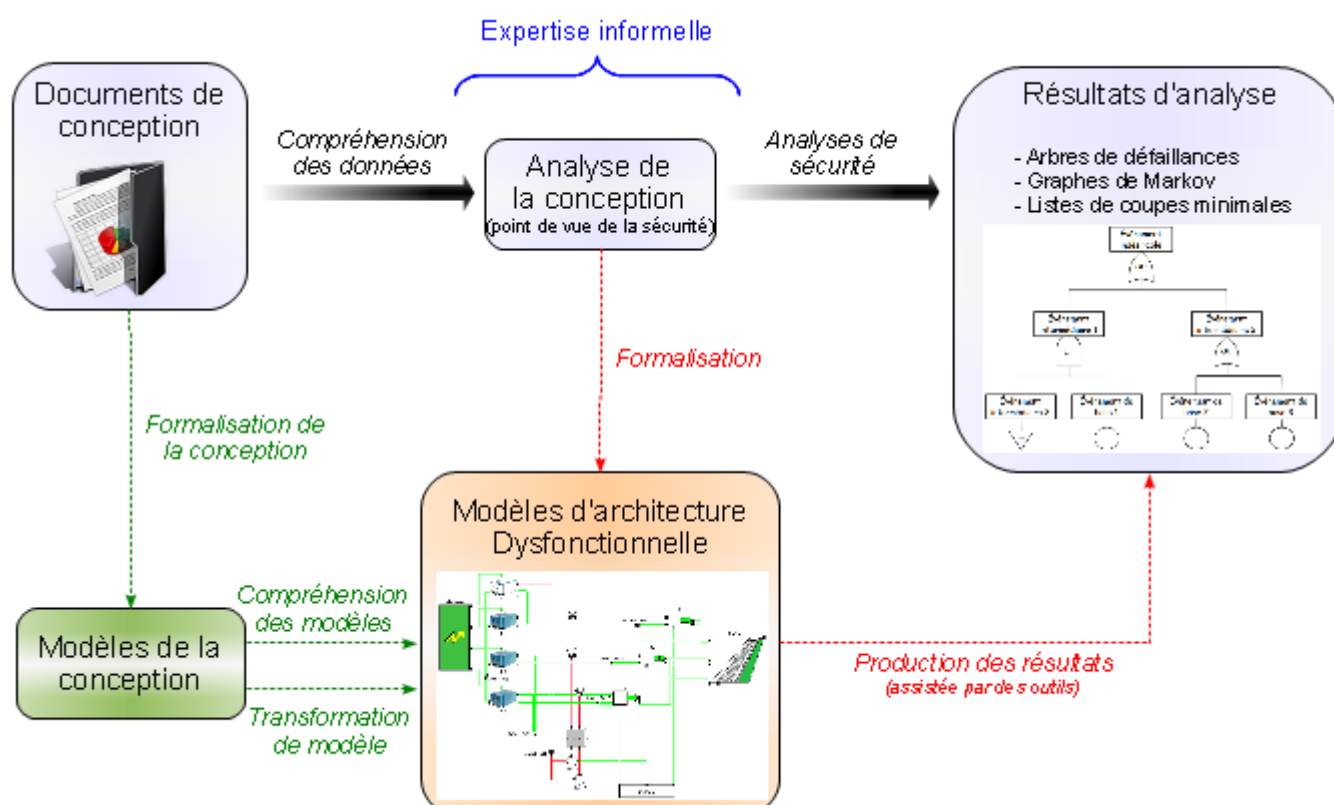 Expertise informelle
Documents de
conception
Compréhension
des données
Analyse de
la conception
(point de vue de la sécurité)
Analyses de
sécurité
Résultats d'analyse
- Arbres de défaillances
- Graphes de Markov
- Listes de coupes minimales
Formalisation
Formalisation de
la conception
Modèles d'architecture
Dysfonctionnelle
Modèles de la
conception
Compréhension
des modèles
Transformation
de modèle
Production des résultats
(assistée par des outils)